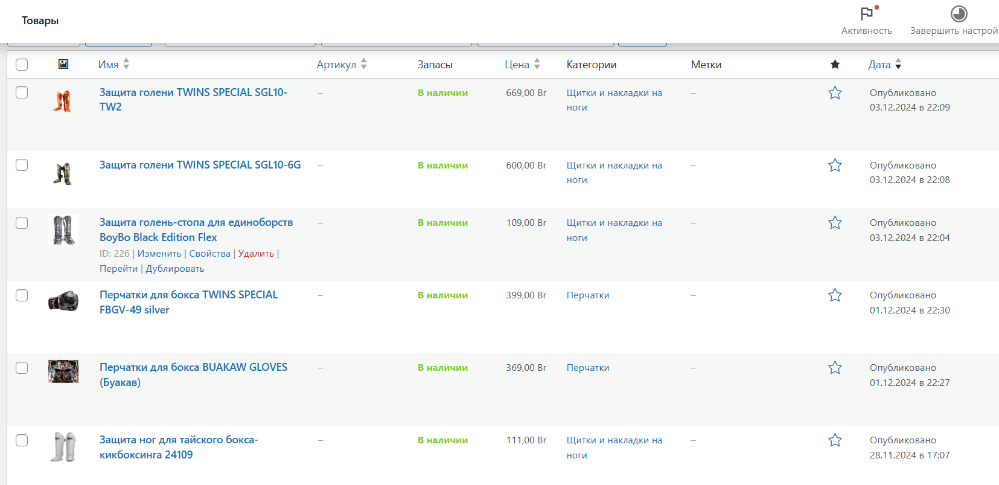 Товары
Активность
Завершить настрой
Имя Артикул Запасы Цена Категории Метки Дата
Защита голени TWINS SPECIAL SGL10- – В наличии 669,00 Br Щитки и накладки на – Опубликовано
TW2 ноги 03.12.2024 в 22:09
Защита голени TWINS SPECIAL SGL10-6G – В наличии 600,00 Br Щитки и накладки на – Опубликовано
ноги 03.12.2024 в 22:08
Защита голень-стопа для единоборств – В наличии 109,00 Br Щитки и накладки на – Опубликовано
BoyBo Black Edition Flex ноги 03.12.2024 в 22:04
ID: 226 | Изменить | Свойства | Удалить |
Перейти | Дублировать
Перчатки для бокса TWINS SPECIAL – В наличии 399,00 Br Перчатки – Опубликовано
FBGV-49 silver 01.12.2024 в 22:30
Перчатки для бокса BUAKAW GLOVES – В наличии 369,00 Br Перчатки – Опубликовано
(Буакав) 01.12.2024 в 22:27
Защита ног для тайского бокса- – В наличии 111,00 Br Щитки и накладки на – Опубликовано
кикбоксинга 24109 ноги 28.11.2024 в 17:07